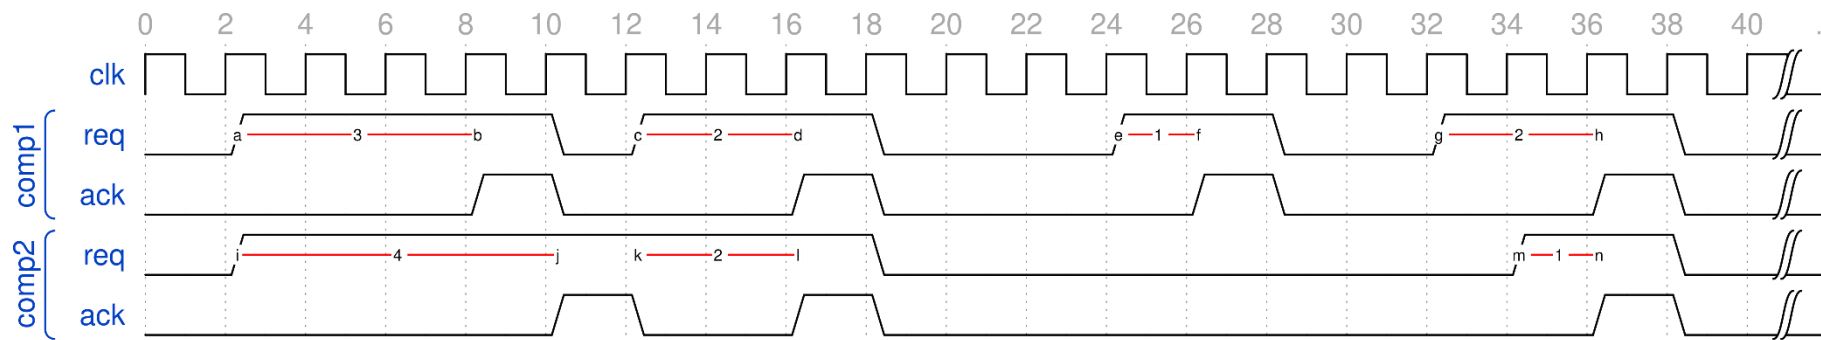 0 2 4 6 8 10 12 14 16 18 20 22 24 26 28 30 32 34 36 38 40 .
clk
comp1
req a 3 b c 2 d e 1 f g 2 h
ack
comp2
req i 4 j k 2 l m 1 n
ack